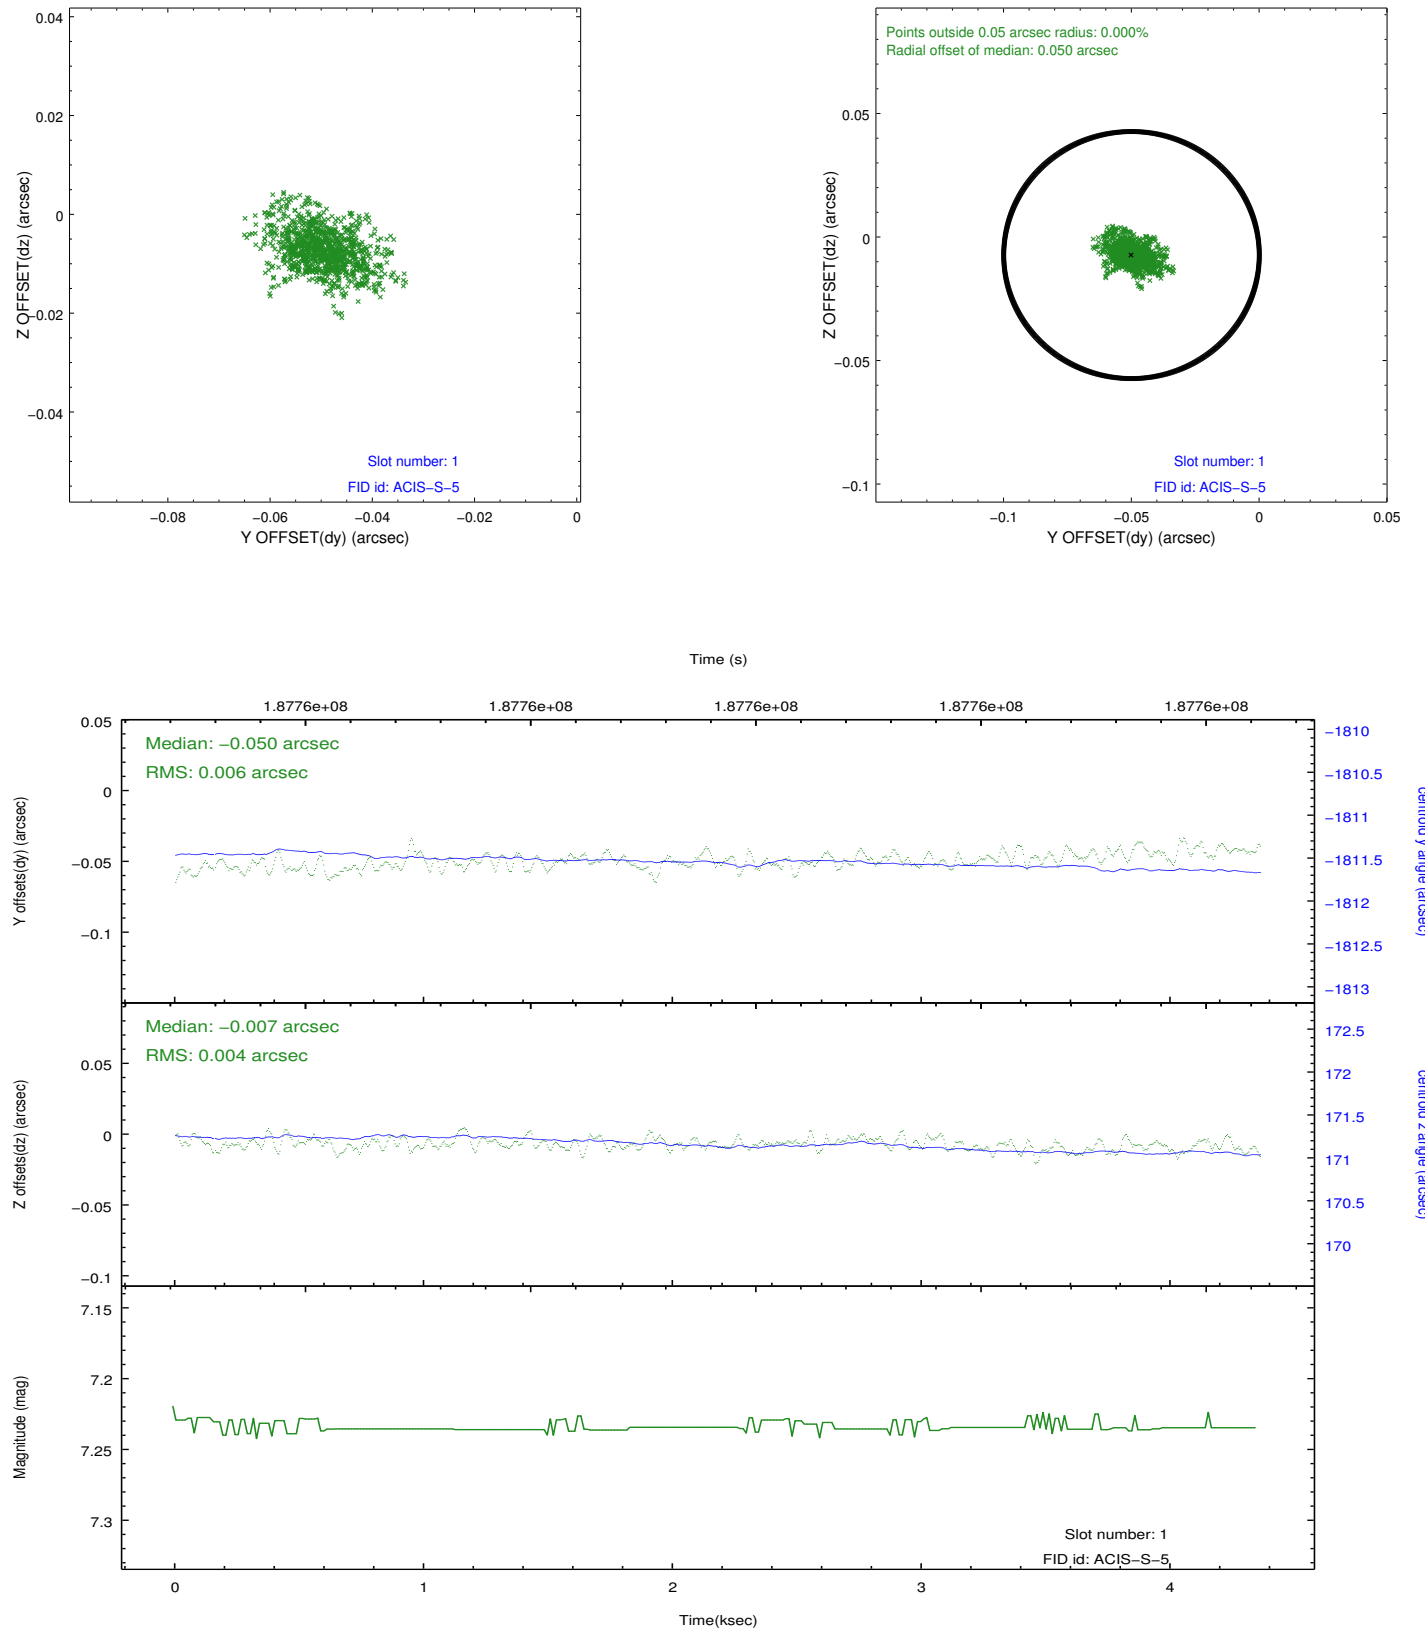 0.04
0.02
0
−0.02
−0.04
Z OFFSET(dz) (arcsec)
Slot number: 1
FID id: ACIS−S−5
−0.08
−0.06
−0.04
−0.02
0
Y OFFSET(dy) (arcsec)
Points outside 0.05 arcsec radius: 0.000%
Radial offset of median: 0.050 arcsec
0.05
0
−0.05
−0.1
Z OFFSET(dz) (arcsec)
Slot number: 1
FID id: ACIS−S−5
−0.1
−0.05
0
0.05
Y OFFSET(dy) (arcsec)
Time (s)
1.8776e+08
1.8776e+08
1.8776e+08
1.8776e+08
1.8776e+08
Median: −0.050 arcsec
RMS: 0.006 arcsec
0.05
0
−0.05
−0.1
Y offsets(dy) (arcsec)
−1810
−1810.5
−1811
−1811.5
−1812
−1812.5
−1813
centroid y angle (arcsec)
Median: −0.007 arcsec
RMS: 0.004 arcsec
0.05
0
−0.05
−0.1
Z offsets(dz) (arcsec)
172.5
172
171.5
171
170.5
170
centroid z angle (arcsec)
7.15
7.2
7.25
7.3
Magnitude (mag)
Slot number: 1
FID id: ACIS−S−5
0
1
2
3
4
Time(ksec)